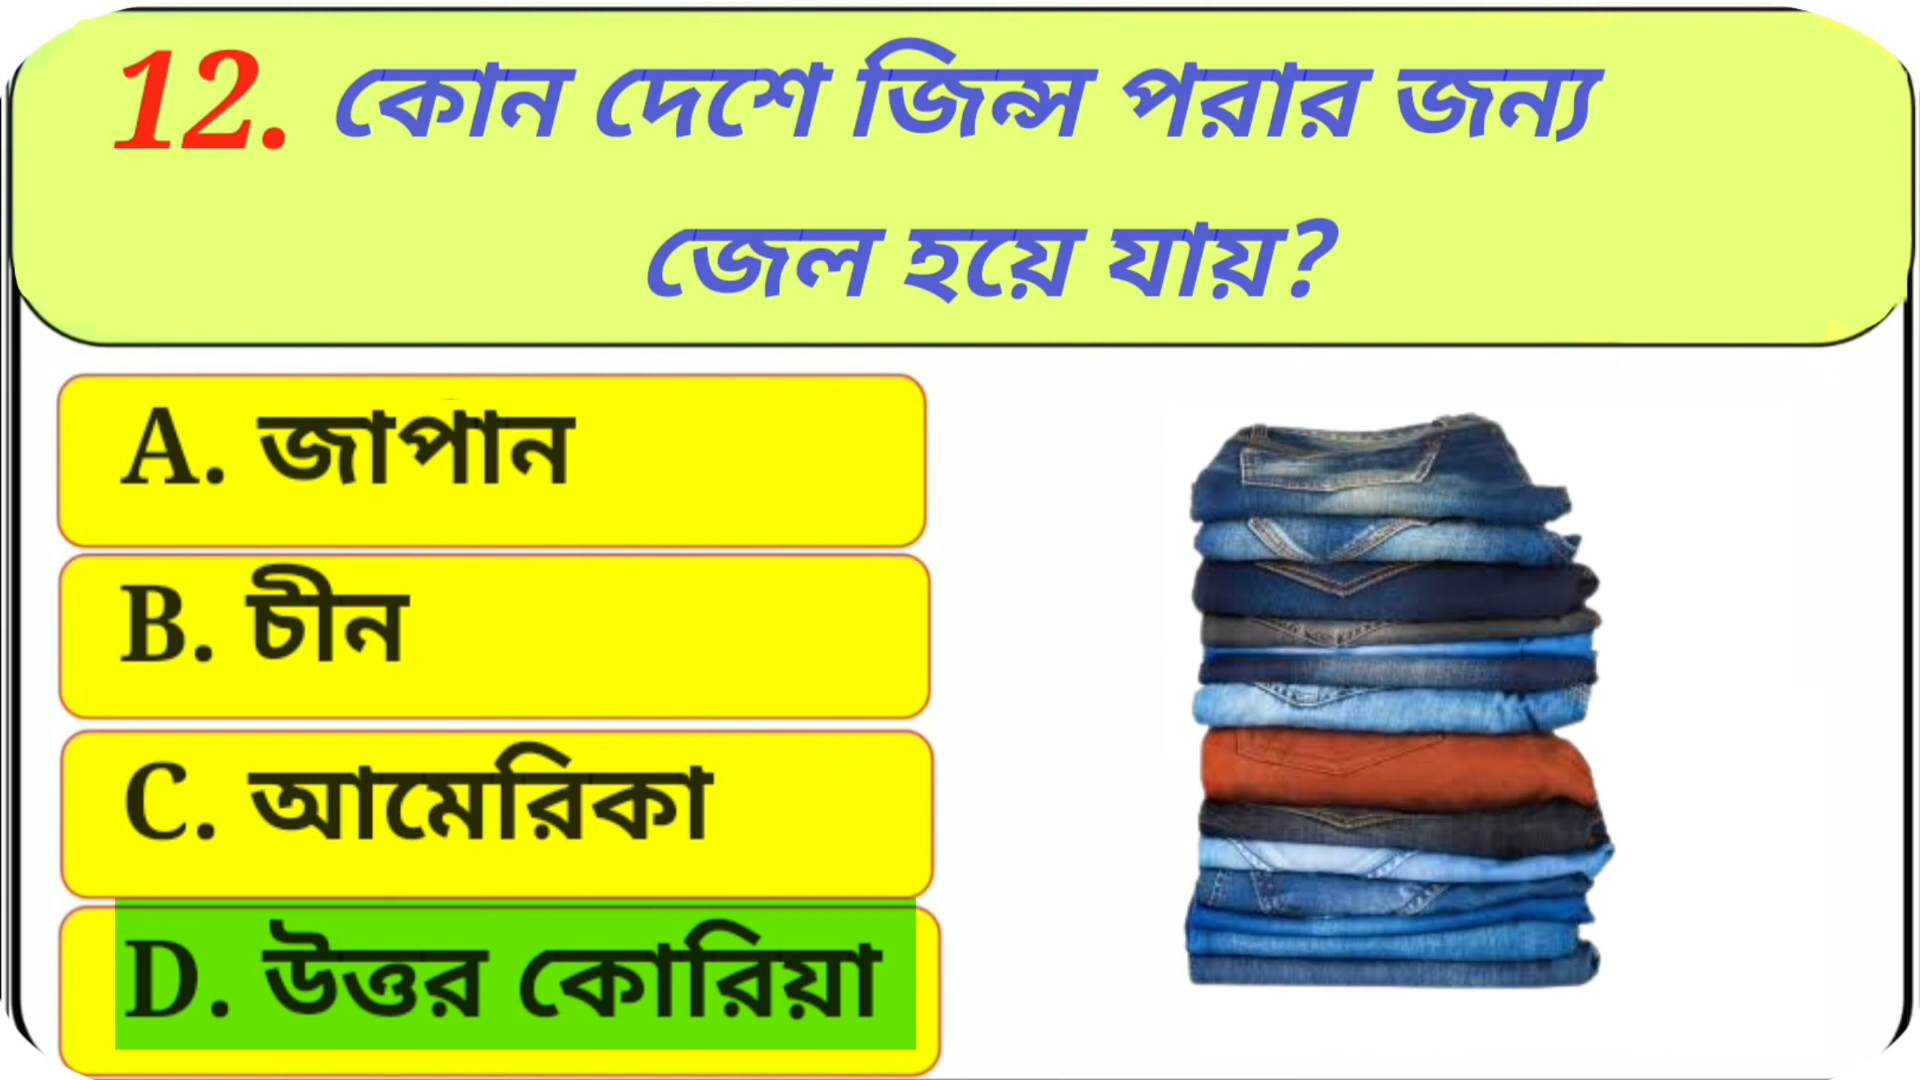 12. কোন দেশে জিন্স পরার জন্য
জেল হয়ে যায়?
A. জাপান
B. চীন
C. আমেরিকা
D. উত্তর কোরিয়া